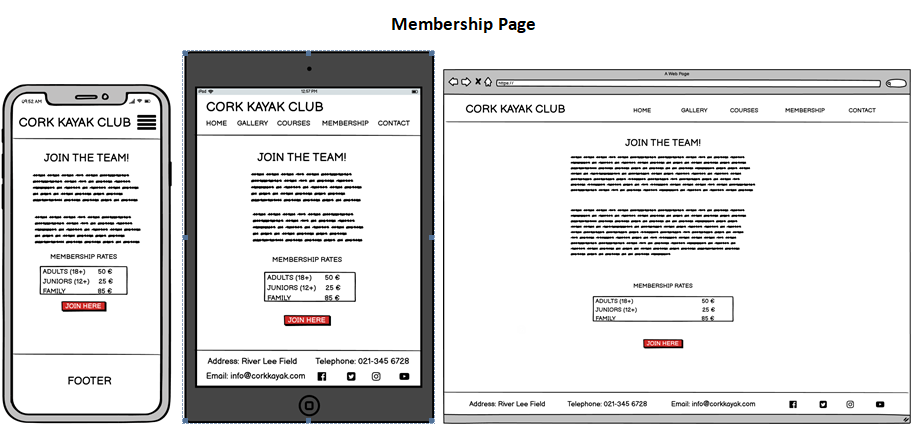 Membership Page
09:52 AM
CORK KAYAK CLUB
JOIN THE TEAM!
MEMBERSHIP RATES
ADULTS (18+) 50 €
JUNIORS (12+) 25 €
FAMILY 85 €
JOIN HERE
FOOTER
iPod 12:57 PM
CORK KAYAK CLUB
HOME GALLERY COURSES MEMBERSHIP CONTACT
JOIN THE TEAM!
MEMBERSHIP RATES
ADULTS (18+) 50 €
JUNIORS (12+) 25 €
FAMILY 85 €
JOIN HERE
Address: River Lee Field Telephone: 021-345 6728
Email: info@corkkayak.com
A Web Page
https://
CORK KAYAK CLUB HOME GALLERY COURSES MEMBERSHIP CONTACT
JOIN THE TEAM!
MEMBERSHIP RATES
ADULTS (18+) 50 €
JUNIORS (12+) 25 €
FAMILY 85 €
JOIN HERE
Address: River Lee Field Telephone: 021-345 6728 Email: info@corkkayak.com